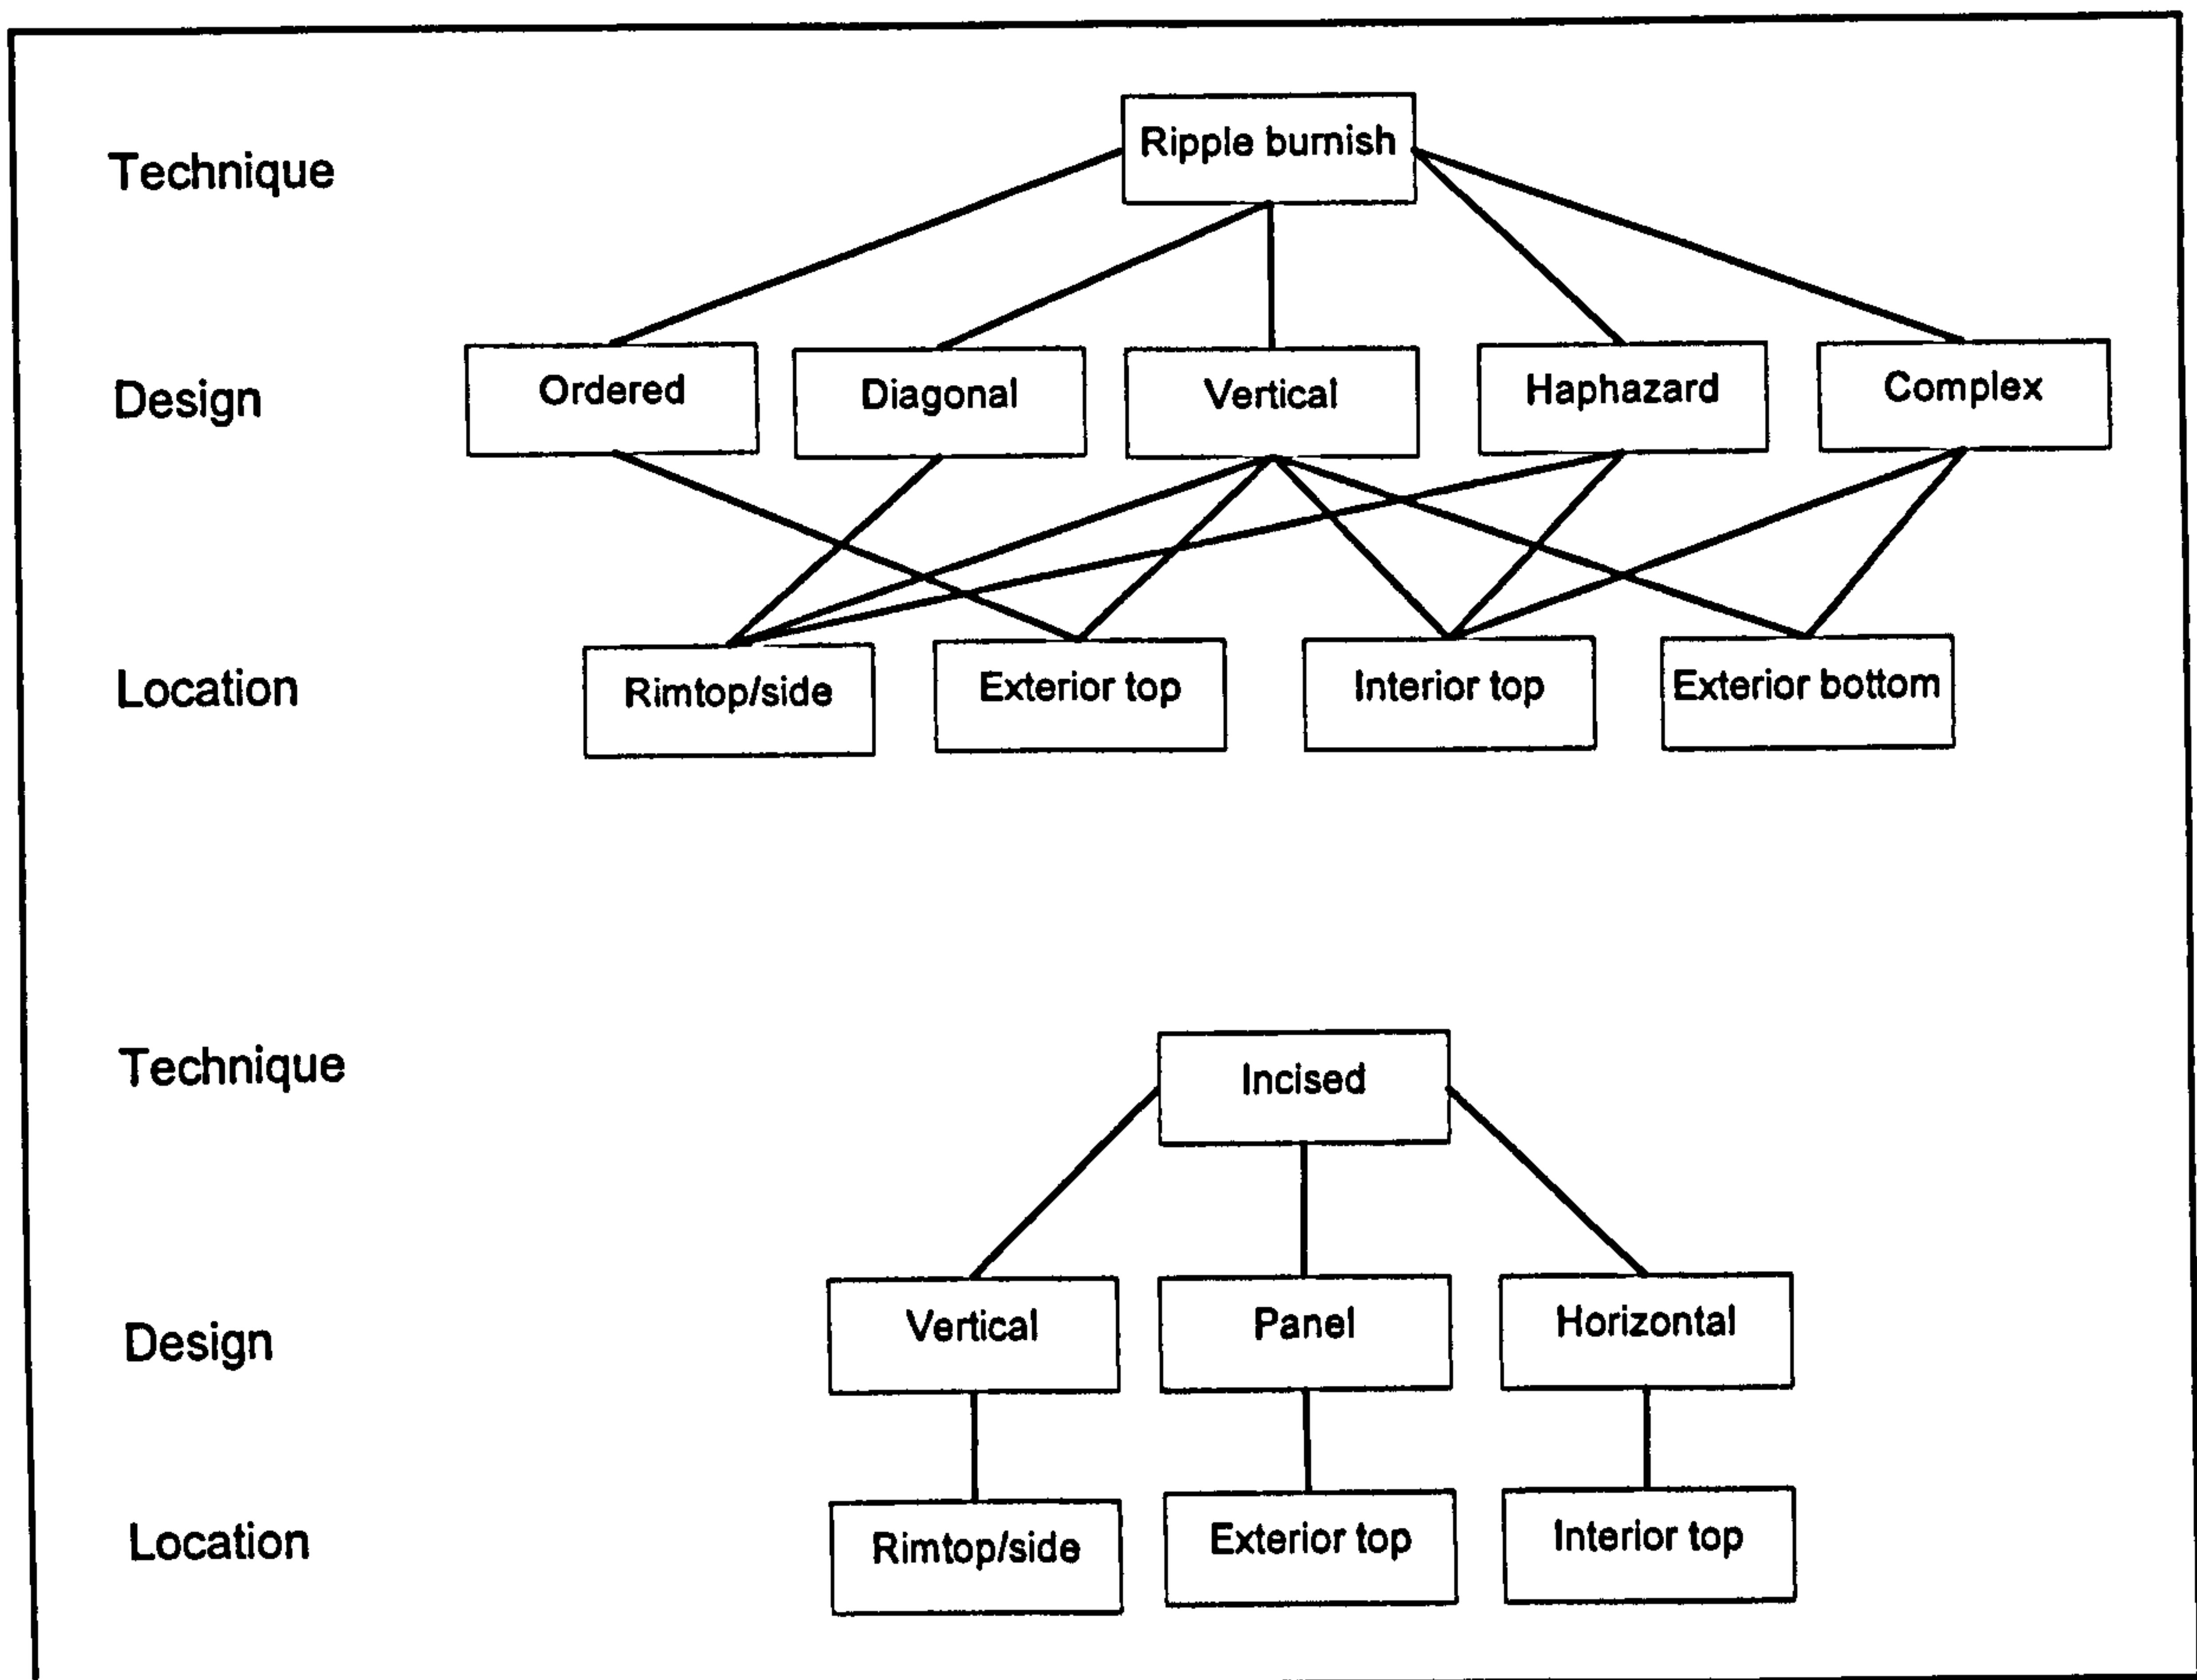 Technique
Ripple burnish
Design
Ordered
Diagonal
Vertical
Haphazard
Complex
Location
Rimtop/side
Exterior top
Interior top
Exterior bottom
Technique
Incised
Design
Vertical
Panel
Horizontal
Location
Rimtop/side
Exterior top
Interior top